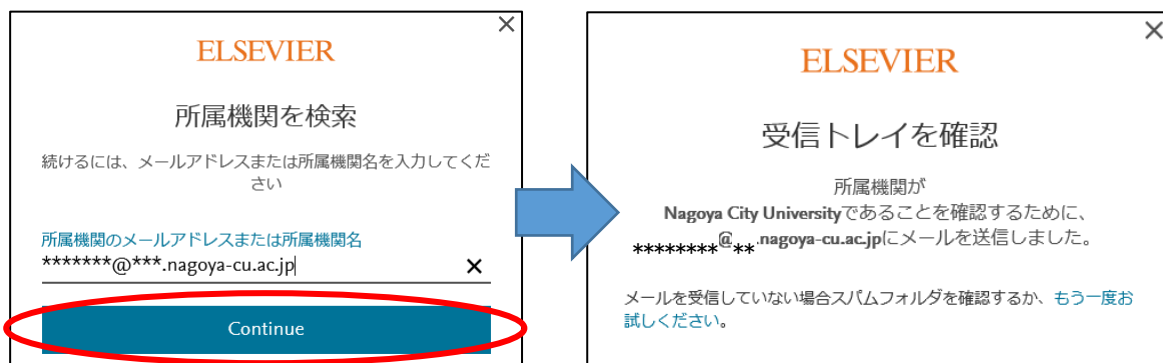 ELSEVIER
所属機関を検索
続けるには、メールアドレスまたは所属機関名を入力してくだ
さい
所属機関のメールアドレスまたは所属機関名
*******@***.nagoya-cu.ac.jp
Continue
ELSEVIER
受信トレイを確認
所属機関が
Nagoya City Universityであることを確認するために、
********@**.nagoya-cu.ac.jpにメールを送信しました。
メールを受信していない場合スパムフォルダを確認するか、もう一度お
試しください。